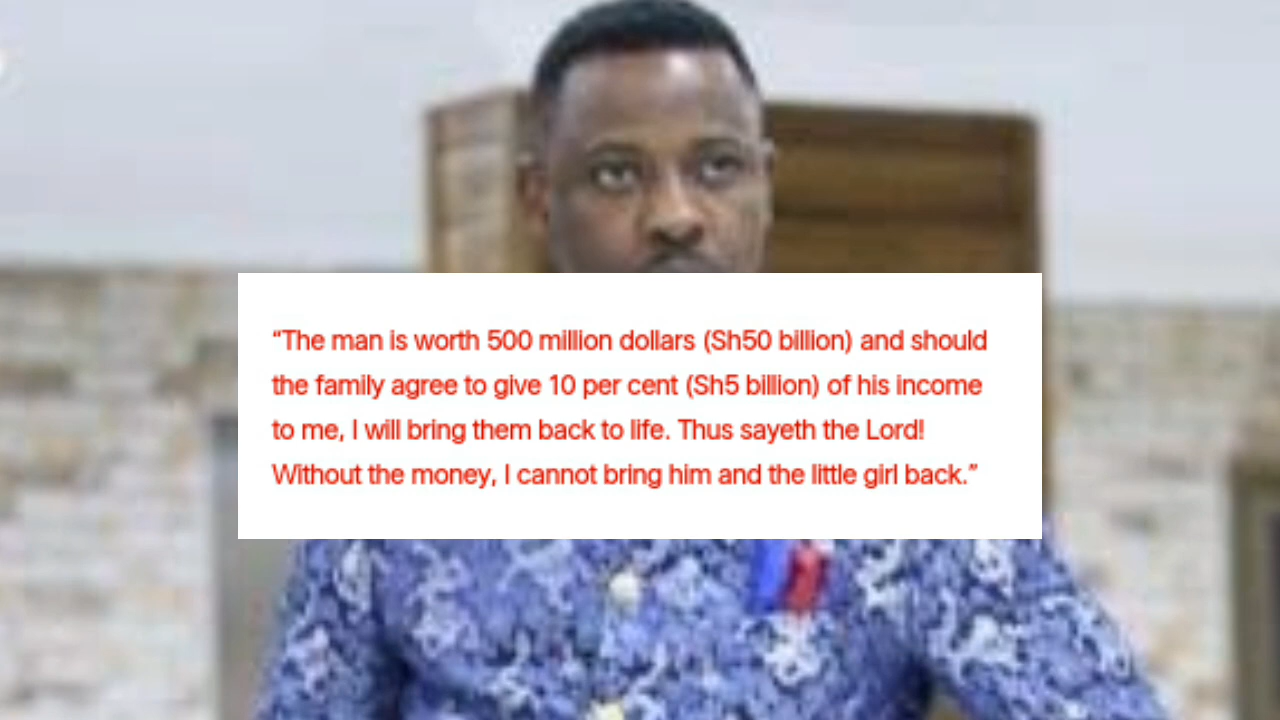 “The man is worth 500 million dollars (Sh50 billion) and should
the family agree to give 10 per cent (Sh5 billion) of his income
to me, I will bring them back to life. Thus sayeth the Lord!
Without the money, I cannot bring him and the little girl back.”